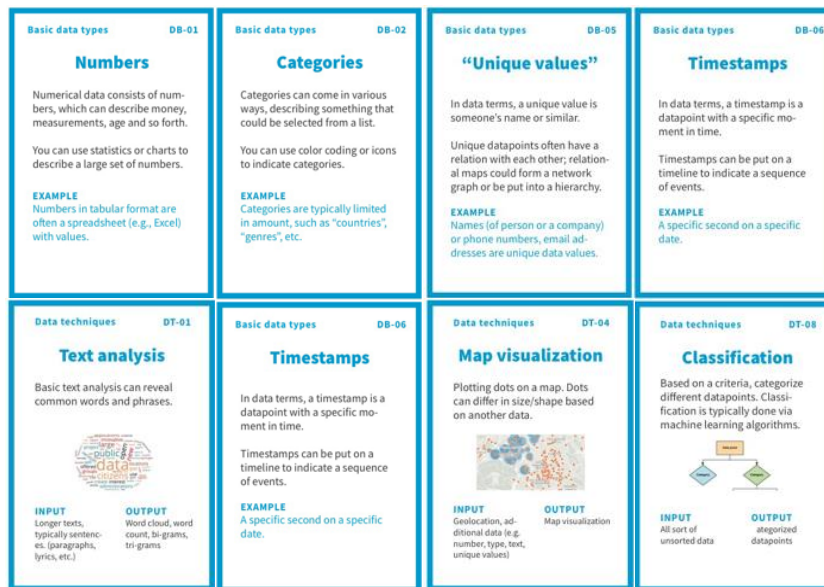 Basic data types DB-01
Numbers
Numerical data consists of num-
bers, which can describe money,
measurements, age and so forth.
You can use statistics or charts to
describe a large set of numbers.
EXAMPLE
Numbers in tabular format are
often a spreadsheet (e.g., Excel)
with values.
Basic data types DB-02
Categories
Categories can come in various
ways, describing something that
could be selected from a list.
You can use color coding or icons
to indicate categories.
EXAMPLE
Categories are typically limited
in amount, such as “countries”,
“genres”, etc.
Basic data types DB-05
“Unique values”
In data terms, a unique value is
someone’s name or similar.
Unique datapoints often have a
relation with each other; relation-
al maps could form a network
graph or be put into a hierarchy.
EXAMPLE
Names (of person or a company)
or phone numbers, email ad-
dresses are unique data values.
Basic data types DB-06
Timestamps
In data terms, a timestamp is a
datapoint with a specific mo-
ment in time.
Timestamps can be put on a
timeline to indicate a sequence
of events.
EXAMPLE
A specific second on a specific
date.
Data techniques DT-01
Text analysis
Basic text analysis can reveal
common words and phrases.
large
public
open
data
citizens
INPUT
Longer texts,
typically sentenc-
es. (paragraphs,
lyrics, etc.)
OUTPUT
Word cloud, word
count, bi-grams,
tri-grams
Basic data types DB-06
Timestamps
In data terms, a timestamp is a
datapoint with a specific mo-
ment in time.
Timestamps can be put on a
timeline to indicate a sequence
of events.
EXAMPLE
A specific second on a specific
date.
Data techniques DT-04
Map visualization
Plotting dots on a map. Dots
can differ in size/shape based
on another data.
INPUT
Geolocation, ad-
ditional data (e.g.
number, type, text,
unique values)
OUTPUT
Map visualization
Data techniques DT-08
Classification
Based on a criteria, categorize
different datapoints. Classi-
fication is typically done via
machine learning algorithms.
INPUT
All sort of
unsorted data
OUTPUT
ategorized
datapoints